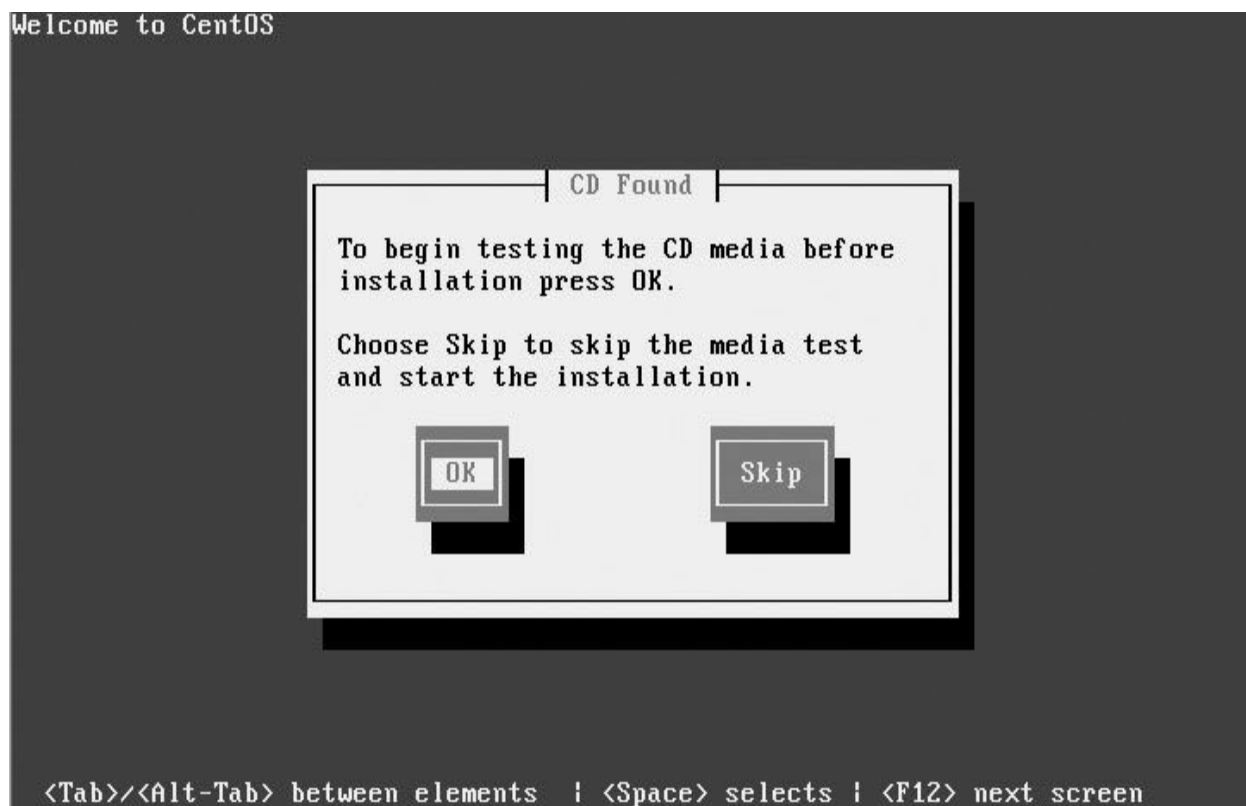 Welcome to CentOS
CD Found
To begin testing the CD media before
installation press OK.
Choose Skip to skip the media test
and start the installation.
OK
Skip
<Tab>/<Alt-Tab> between elements | <Space> selects | <F12> next screen